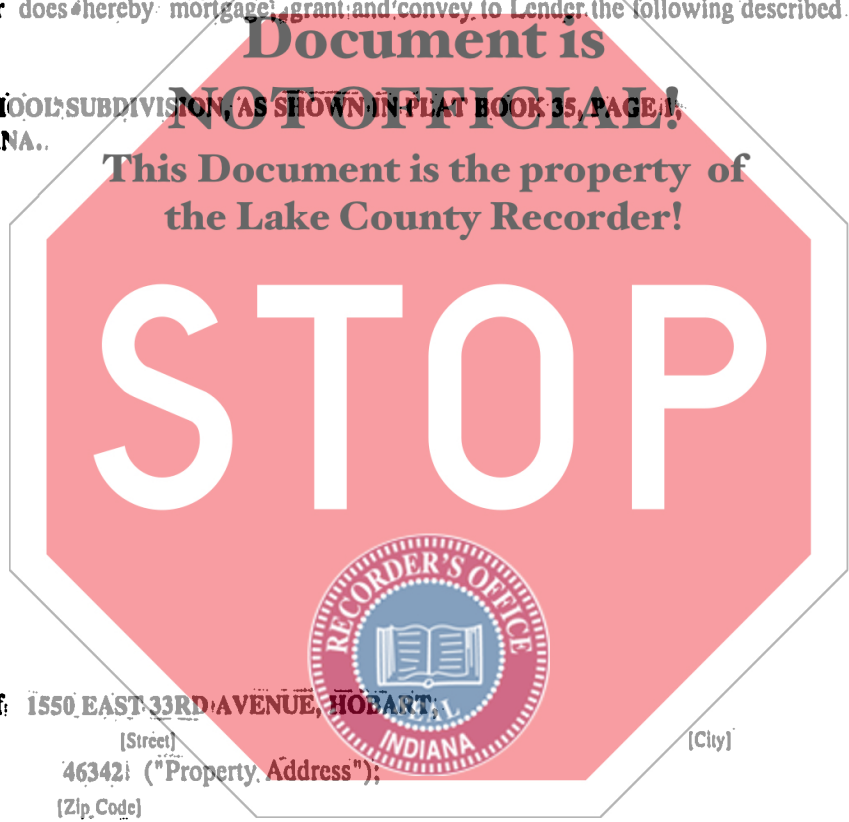 does hereby mortgage, grant and convey to Lender the following described
Document is
SUBDIVISION, AS SHOWN IN PLAT BOOK 35, PAGE 1,
NOT OFFICIAL!
NA.
This Document is the property of
the Lake County Recorder!
STOP
RECORDER'S OFFICE
SEAL
INDIANA
1550 EAST 33RD AVENUE, HOBART,
[Street] [City]
46342 ("Property Address");
[Zip Code]